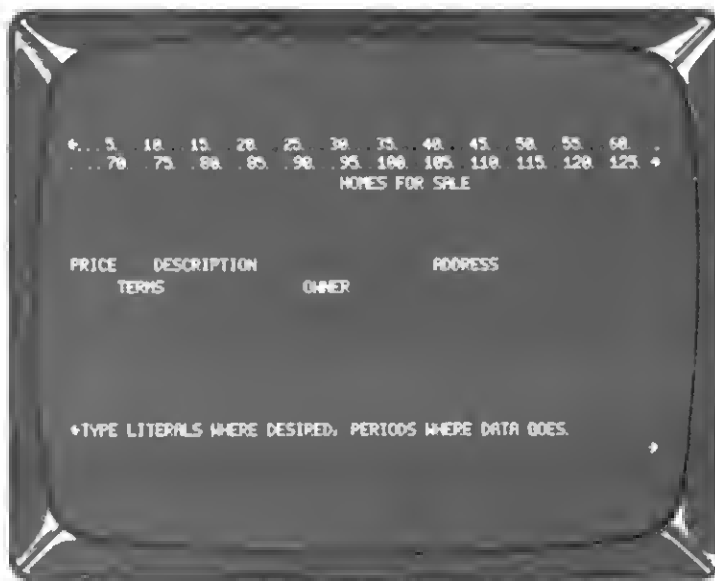 ....5...10...15...20...25...30...35...40...45...50...55...60....
....70...75...80...85...90...95..100..105..110..115..120..125.
HOMES FOR SALE
PRICE DESCRIPTION ADDRESS
TERMS OWNER
TYPE LITERALS WHERE DESIRED, PERIODS WHERE DATA GOES.